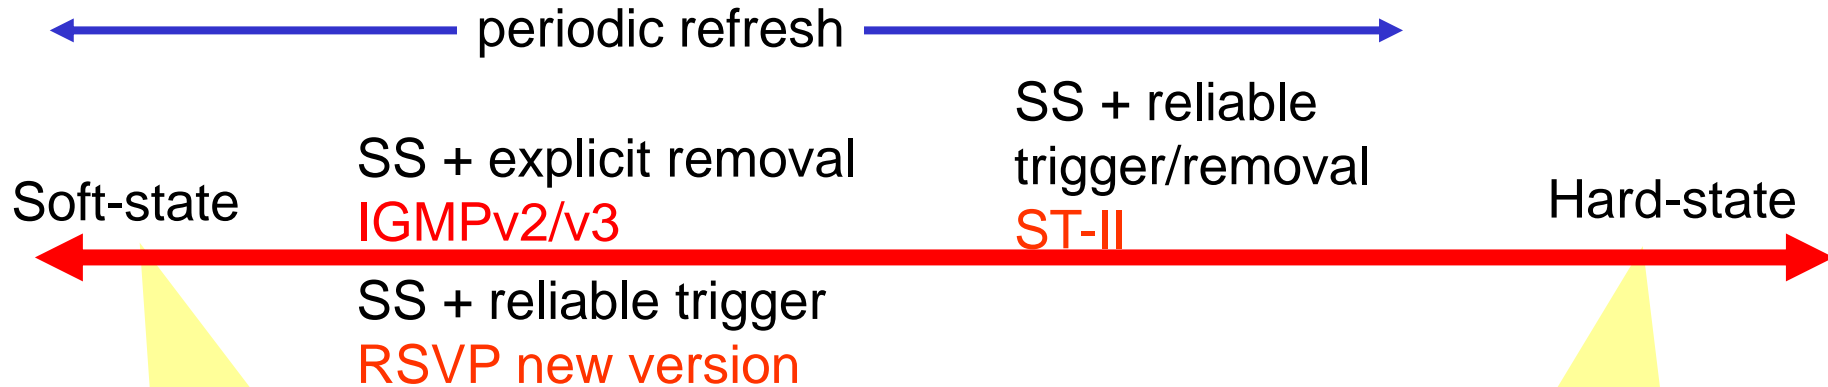 periodic refresh
SS + reliable
trigger/removal
ST-II
SS + explicit removal
IGMPv2/v3
Soft-state
Hard-state
SS + reliable trigger
RSVP new version